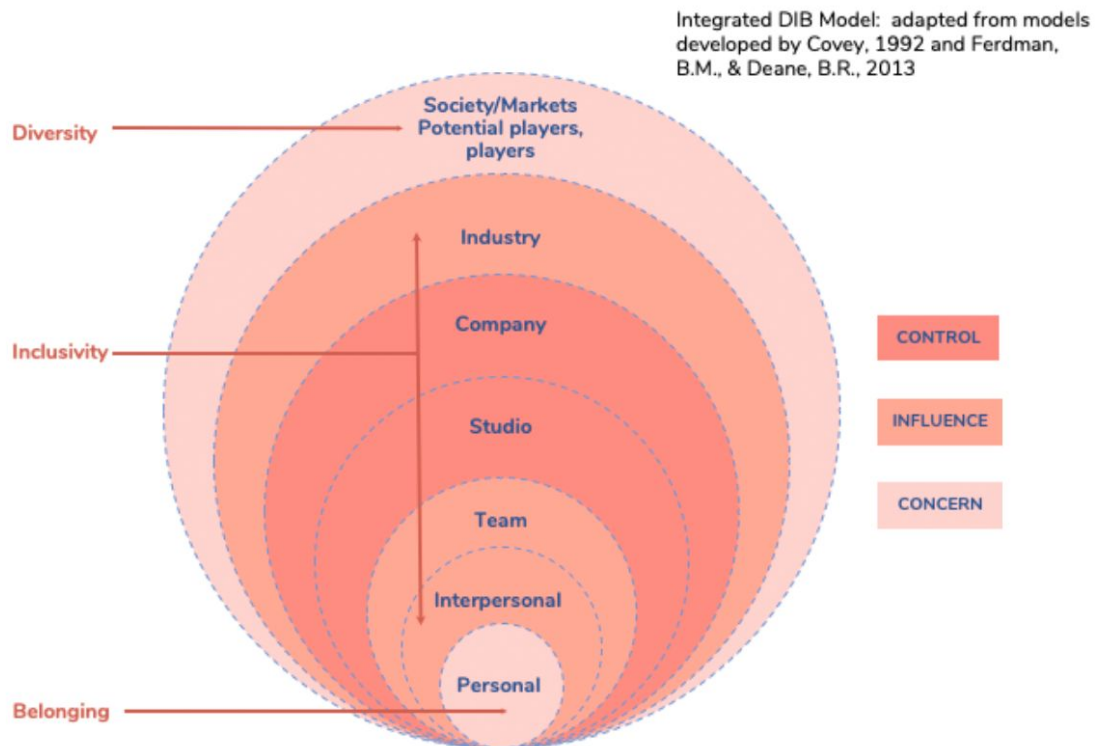 Integrated DIB Model: adapted from models
developed by Covey, 1992 and Ferdman,
B.M., & Deane, B.R., 2013
Diversity
Society/Markets
Potential players,
players
Industry
Inclusivity
Company
Studio
Team
Interpersonal
Belonging
Personal
CONTROL
INFLUENCE
CONCERN